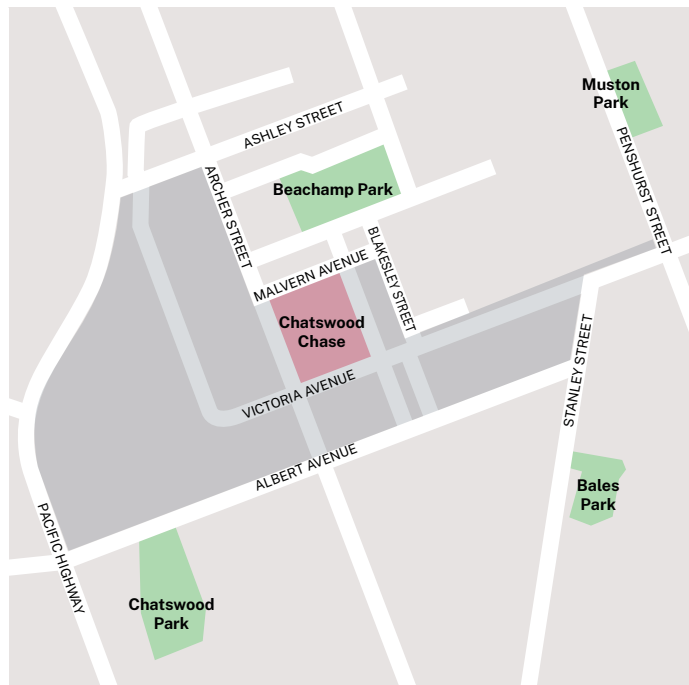 Muston
Park
ASHLEY STREET
PENSHURST STREET
ARCHER STREET
Beachamp Park
BLAKESLEY STREET
MALVERN AVENUE
Chatswood
Chase
VICTORIA AVENUE
STANLEY STREET
ALBERT AVENUE
Bales
Park
PACIFIC HIGHWAY
Chatswood
Park